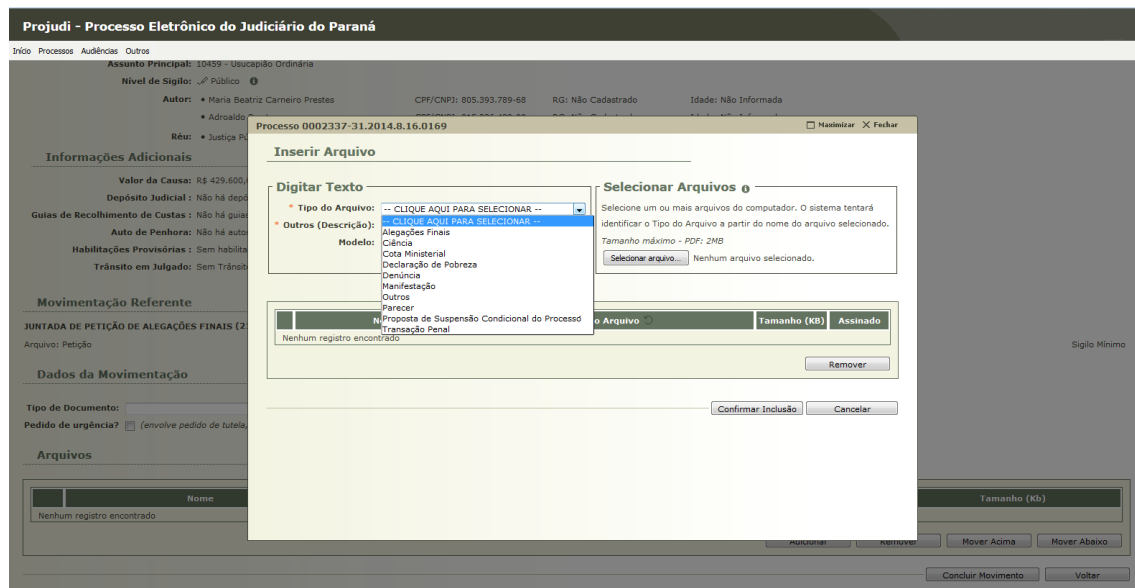 Projudi - Processo Eletrônico do Judiciário do Paraná
Início Processos Audiências Outros
Assunto Principal: 10459 - Usucapião Ordinária
Nível de Sigilo: Público
Autor: • Maria Beatriz Carneiro Prestes CPF/CNPJ: 805.393.789-68 RG: Não Cadastrado Idade: Não Informada
• Adroaldo
Réu: • Justiça Pú
Informações Adicionais
Valor da Causa: R$ 429.600,
Depósito Judicial : Não há depó
Guias de Recolhimento de Custas : Não há guias
Auto de Penhora: Não há autos
Habilitações Provisórias : Sem habilita
Trânsito em Julgado: Sem Trânsit
Movimentação Referente
JUNTADA DE PETIÇÃO DE ALEGAÇÕES FINAIS (2
Arquivo: Petição Sigilo Mínimo
Dados da Movimentação
Tipo de Documento:
Pedido de urgência? (envolve pedido de tutela,
Arquivos
Nome Tamanho (Kb)
Nenhum registro encontrado
Adicionar Remover Mover Acima Mover Abaixo
Concluir Movimento Voltar
Processo 0002337-31.2014.8.16.0169 Maximizar X Fechar
Inserir Arquivo
Digitar Texto
* Tipo do Arquivo: -- CLIQUE AQUI PARA SELECIONAR --
* Outros (Descrição):
Modelo:
-- CLIQUE AQUI PARA SELECIONAR --
Alegações Finais
Ciência
Cota Ministerial
Declaração de Pobreza
Denúncia
Manifestação
Outros
Parecer
Proposta de Suspensão Condicional do Processo
Transação Penal
Selecionar Arquivos
Selecione um ou mais arquivos do computador. O sistema tentará
identificar o Tipo do Arquivo a partir do nome do arquivo selecionado.
Tamanho máximo - PDF: 2MB
Selecionar arquivo... Nenhum arquivo selecionado.
N o Arquivo Tamanho (KB) Assinado
Nenhum registro encontrado
Remover
Confirmar Inclusão Cancelar